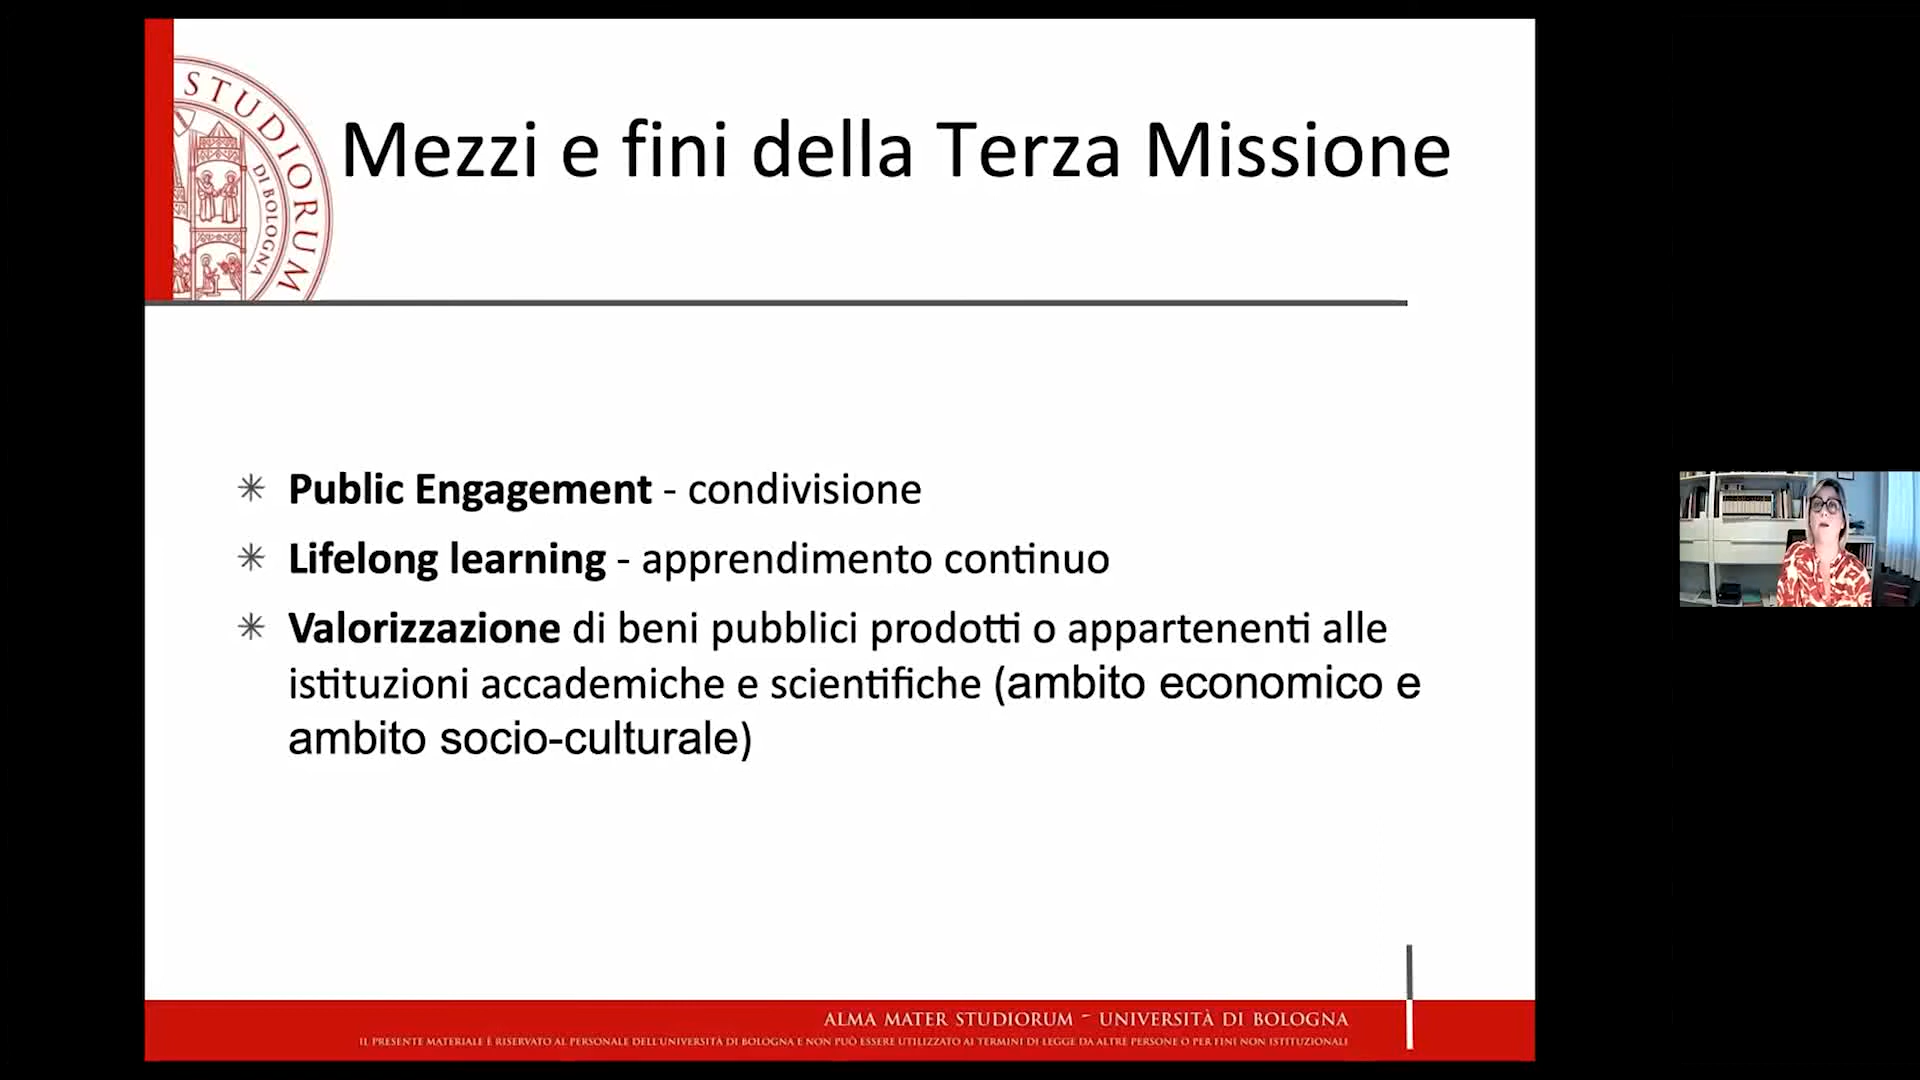 STUDIORUM
DI BOLOGNA
Mezzi e fini della Terza Missione
Public Engagement - condivisione
Lifelong learning - apprendimento continuo
Valorizzazione di beni pubblici prodotti o appartenenti alle
istituzioni accademiche e scientifiche (ambito economico e
ambito socio-culturale)
ALMA MATER STUDIORUM ~ UNIVERSITÀ DI BOLOGNA
IL PRESENTE MATERIALE È RISERVATO AL PERSONALE DELL'UNIVERSITÀ DI BOLOGNA E NON PUÒ ESSERE UTILIZZATO AI TERMINI DI LEGGE DA ALTRE PERSONE O PER FINI NON ISTITUZIONALI